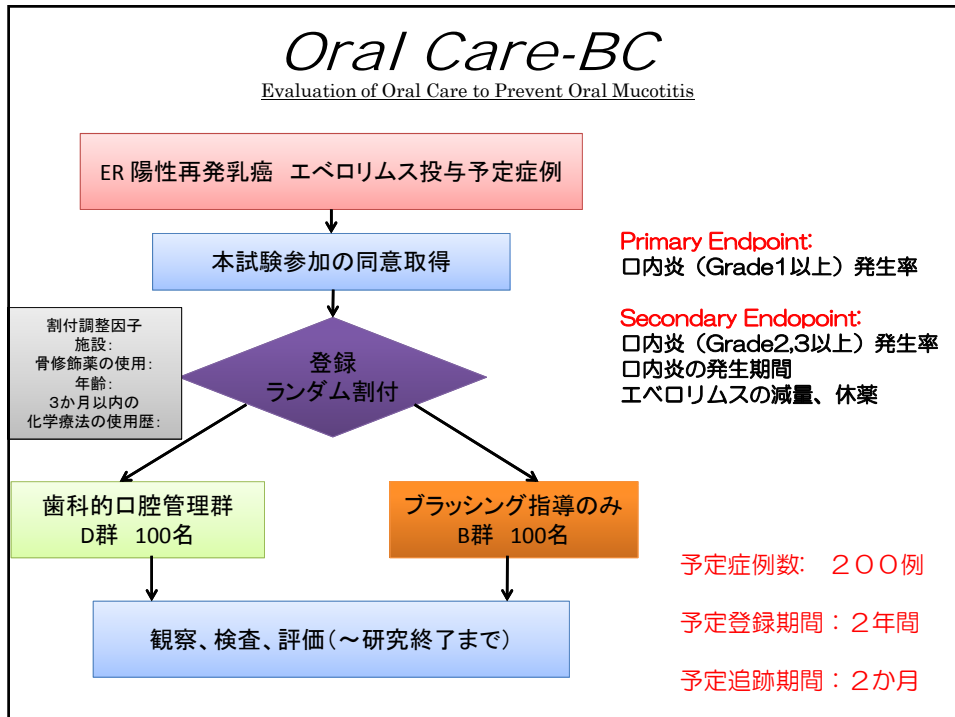 Oral Care-BC
Evaluation of Oral Care to Prevent Oral Mucotitis
ER 陽性再発乳癌　エベロリムス投与予定症例
本試験参加の同意取得
割付調整因子
施設:
骨修飾薬の使用:
年齢:
3か月以内の
化学療法の使用歴:
登録
ランダム割付
Primary Endpoint:
口内炎（Grade1以上）発生率
Secondary Endopoint:
口内炎（Grade2,3以上）発生率
口内炎の発生期間
エベロリムスの減量、休薬
歯科的口腔管理群
D群　100名
ブラッシング指導のみ
B群　100名
観察、検査、評価（～研究終了まで）
予定症例数:　２００例
予定登録期間：２年間
予定追跡期間：２か月